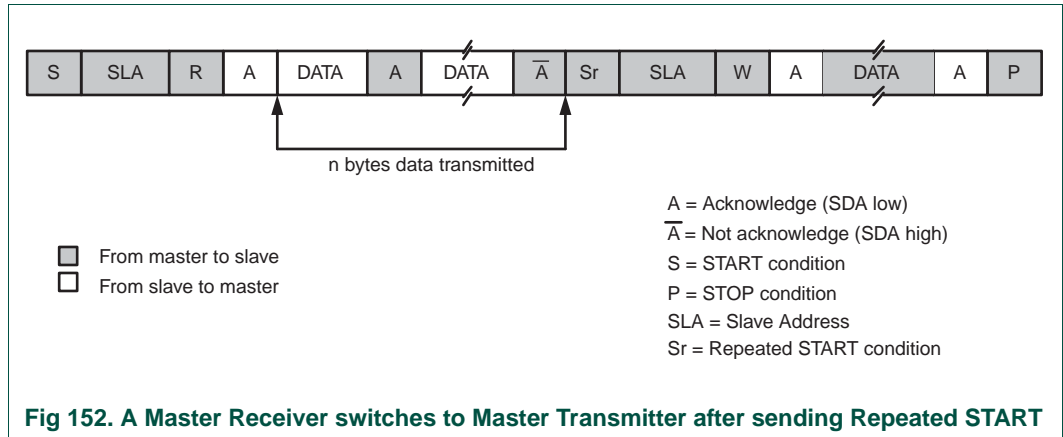 S SLA R A DATA A DATA A̅ Sr SLA W A DATA A P
n bytes data transmitted
From master to slave
From slave to master
A = Acknowledge (SDA low)
A̅ = Not acknowledge (SDA high)
S = START condition
P = STOP condition
SLA = Slave Address
Sr = Repeated START condition
Fig 152. A Master Receiver switches to Master Transmitter after sending Repeated START